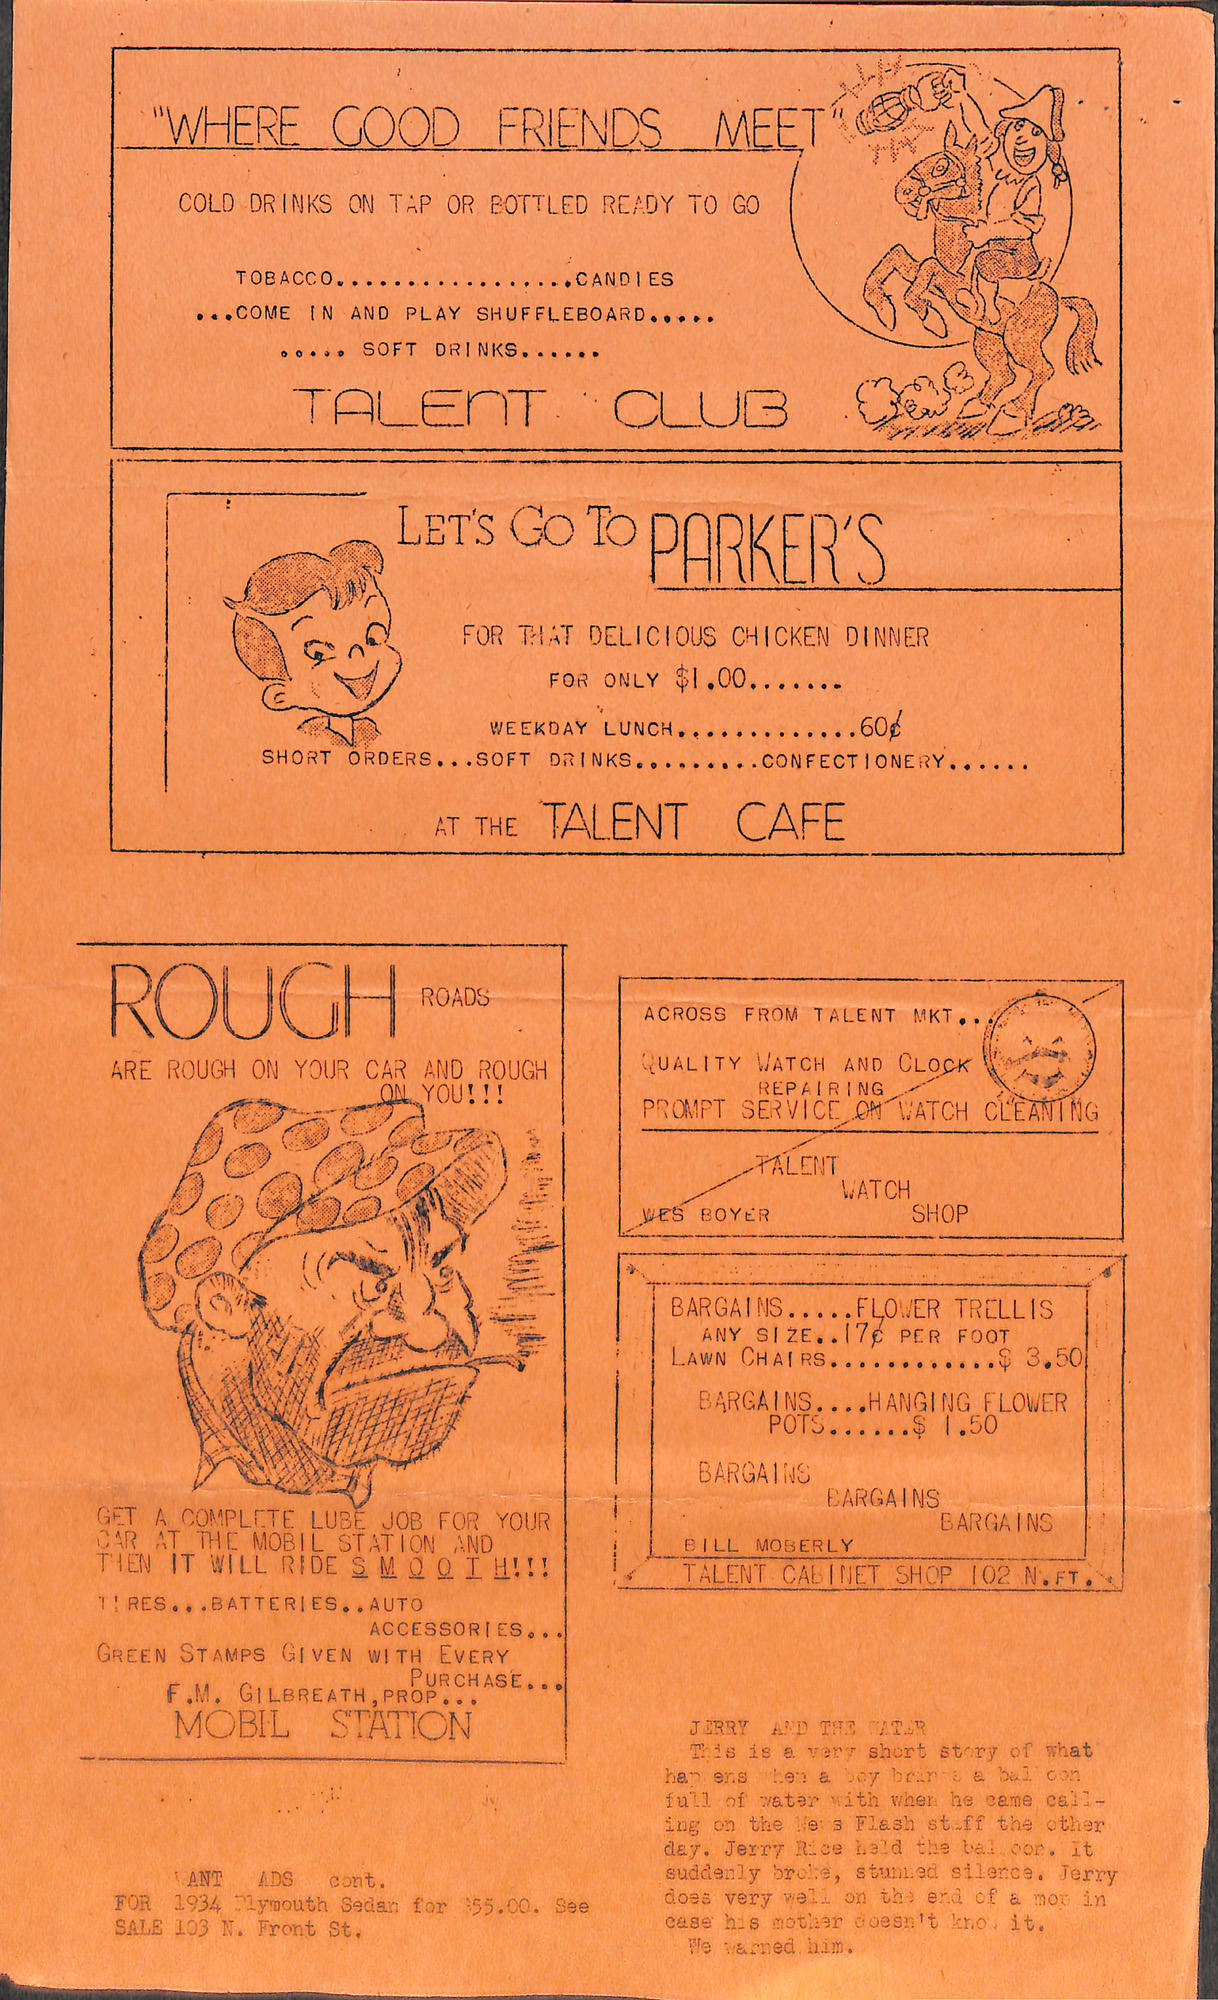 "WHERE GOOD FRIENDS MEET"
COLD DRINKS ON TAP OR BOTTLED READY TO GO
TOBACCO..................CANDIES
...COME IN AND PLAY SHUFFLEBOARD.....
..... SOFT DRINKS......
TALENT CLUB
LET'S GO TO PARKER'S
FOR THAT DELICIOUS CHICKEN DINNER
FOR ONLY $1.00.......
WEEKDAY LUNCH.............60¢
SHORT ORDERS...SOFT DRINKS.........CONFECTIONERY......
AT THE TALENT CAFE
ROUGH ROADS
ARE ROUGH ON YOUR CAR AND ROUGH
ON YOU!!!
GET A COMPLETE LUBE JOB FOR YOUR
CAR AT THE MOBIL STATION AND
THEN IT WILL RIDE S M O O T H!!!
TIRES...BATTERIES..AUTO
ACCESSORIES...
GREEN STAMPS GIVEN WITH EVERY
PURCHASE...
F.M. GILBREATH,PROP...
MOBIL STATION
ACROSS FROM TALENT MKT...
QUALITY WATCH AND CLOCK
REPAIRING
PROMPT SERVICE ON WATCH CLEANING
TALENT
WATCH
WES BOYER SHOP
BARGAINS.....FLOWER TRELLIS
ANY SIZE..17¢ PER FOOT
LAWN CHAIRS............$ 3.50
BARGAINS....HANGING FLOWER
POTS......$ 1.50
BARGAINS
BARGAINS
BARGAINS
BILL MOBERLY
TALENT CABINET SHOP 102 N.FT.
WANT ADS cont.
FOR 1934 Plymouth Sedan for $55.00. See
SALE 103 N. Front St.
JERRY AND THE WATER
This is a very short story of what
happens when a boy brings a balloon
full of water with when he came call-
ing on the News Flash staff the other
day. Jerry Rice held the balloon. It
suddenly broke, stunned silence. Jerry
does very well on the end of a mop in
case his mother doesn't know it.
We warned him.